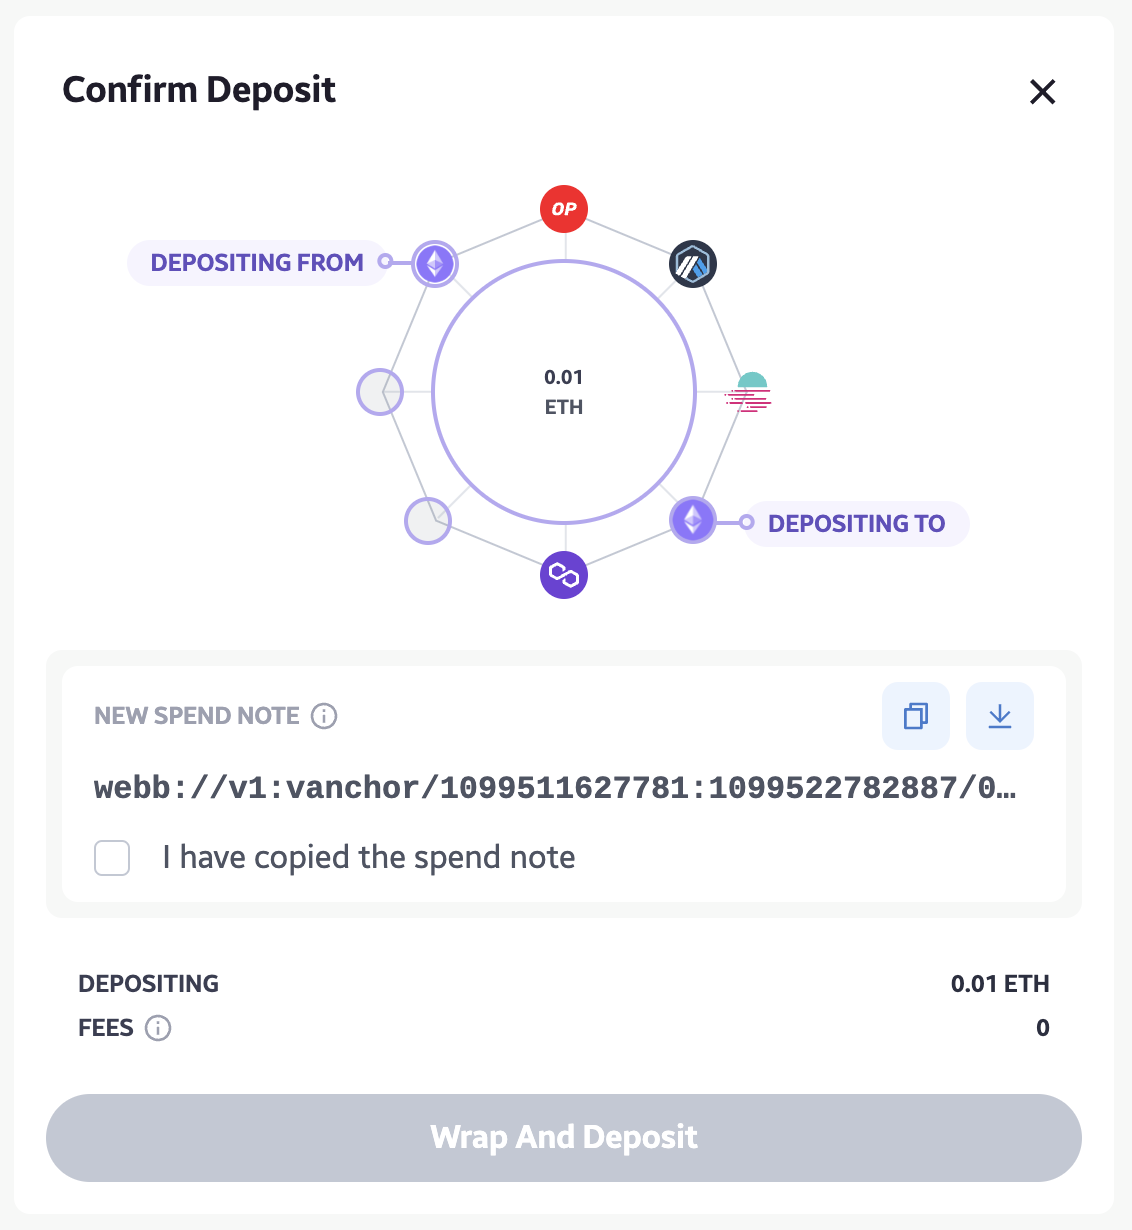 Confirm Deposit
OP
DEPOSITING FROM
0.01
ETH
DEPOSITING TO
NEW SPEND NOTE
webb://v1:vanchor/1099511627781:1099522782887/0…
I have copied the spend note
DEPOSITING 0.01 ETH
FEES 0
Wrap And Deposit